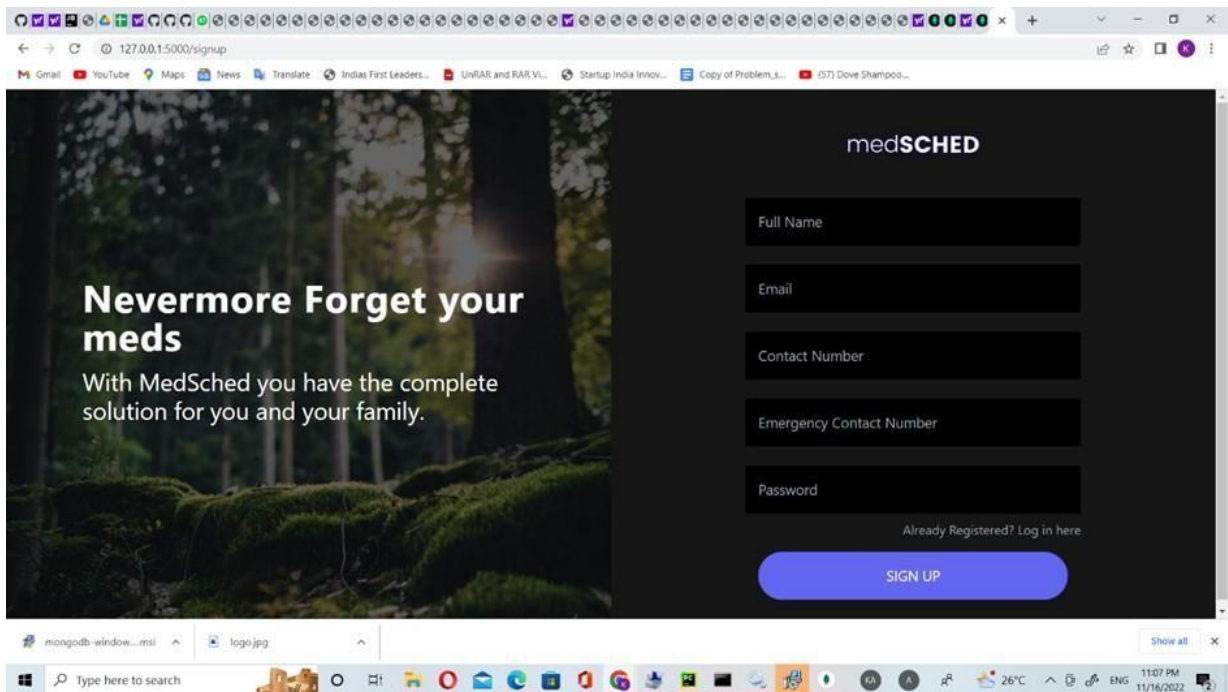 127.0.0.1:5000/signup
K
Gmail
YouTube
Maps
News
Translate
Indias First Leaders...
UnRAR and RAR Vi...
Startup India Innov...
Copy of Problem_s...
(57) Dove Shampoo...
medSCHED
Full Name
Email
Contact Number
Emergency Contact Number
Password
Already Registered? Log in here
SIGN UP
Nevermore Forget your
meds
With MedSched you have the complete
solution for you and your family.
mongodb-window....msi
logo.jpg
Show all
Type here to search
KA
A
26°C
ENG
11:07 PM
11/16/2022